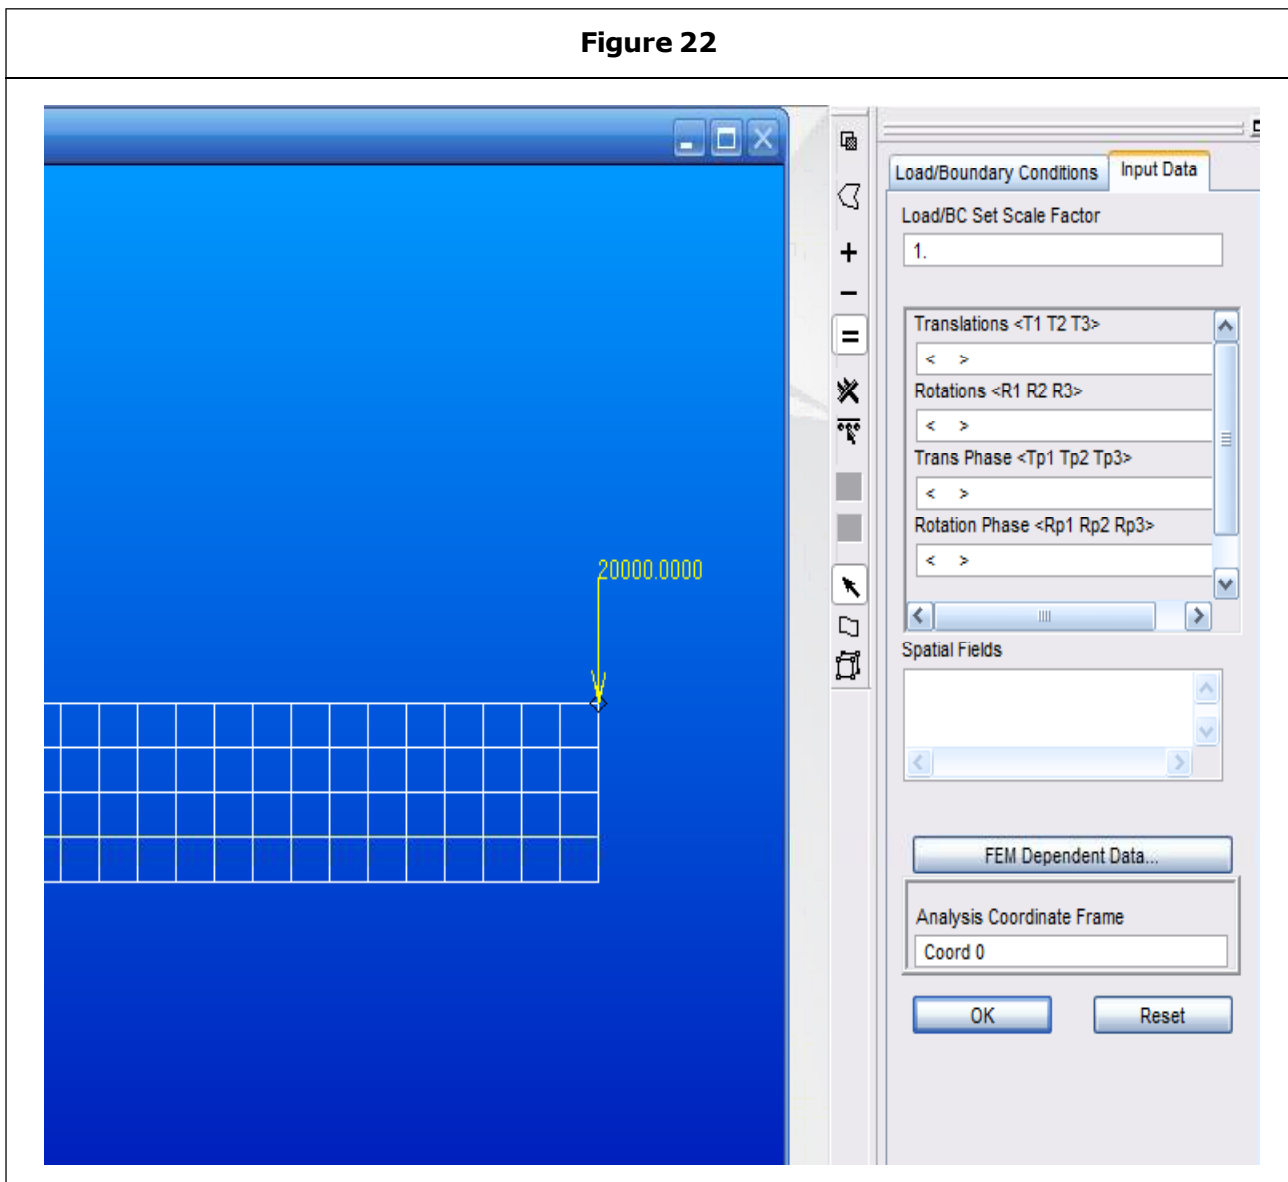 Figure 22
Load/Boundary Conditions
Input Data
Load/BC Set Scale Factor
1.
Translations <T1 T2 T3>
< >
Rotations <R1 R2 R3>
< >
Trans Phase <Tp1 Tp2 Tp3>
< >
Rotation Phase <Rp1 Rp2 Rp3>
< >
20000.0000
Spatial Fields
FEM Dependent Data...
Analysis Coordinate Frame
Coord 0
OK
Reset